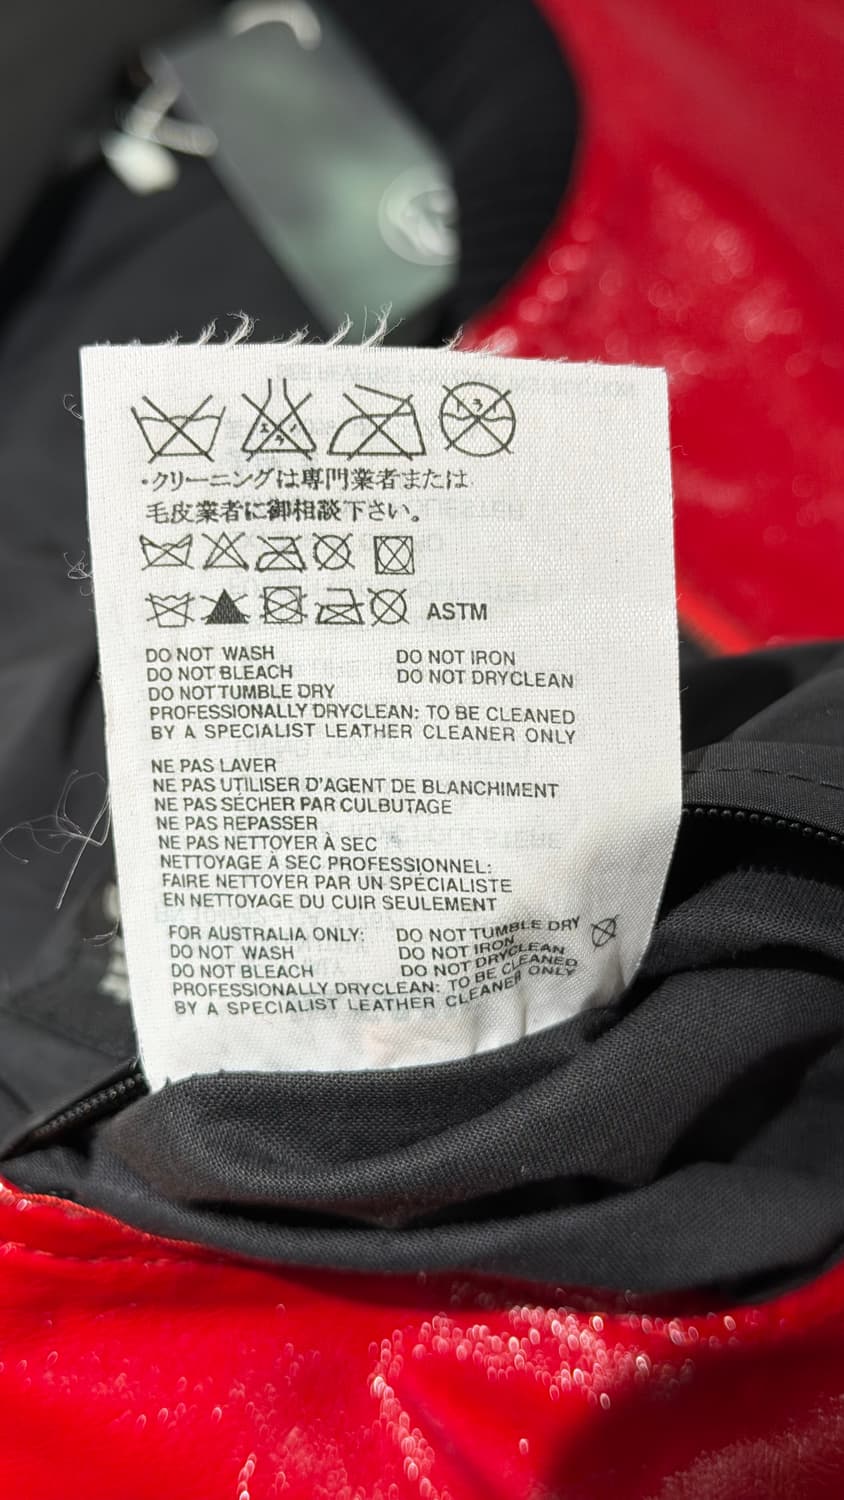 ・クリーニングは専門業者または
毛皮業者に御相談下さい。
ASTM
DO NOT WASH
DO NOT BLEACH
DO NOT TUMBLE DRY
DO NOT IRON
DO NOT DRYCLEAN
PROFESSIONALLY DRYCLEAN: TO BE CLEANED
BY A SPECIALIST LEATHER CLEANER ONLY
NE PAS LAVER
NE PAS UTILISER D'AGENT DE BLANCHIMENT
NE PAS SÉCHER PAR CULBUTAGE
NE PAS REPASSER
NE PAS NETTOYER À SEC
NETTOYAGE À SEC PROFESSIONNEL:
FAIRE NETTOYER PAR UN SPÉCIALISTE
EN NETTOYAGE DU CUIR SEULEMENT
FOR AUSTRALIA ONLY:
DO NOT WASH
DO NOT BLEACH
DO NOT TUMBLE DRY
DO NOT IRON
DO NOT DRYCLEAN
PROFESSIONALLY DRYCLEAN: TO BE CLEANED
BY A SPECIALIST LEATHER CLEANER ONLY